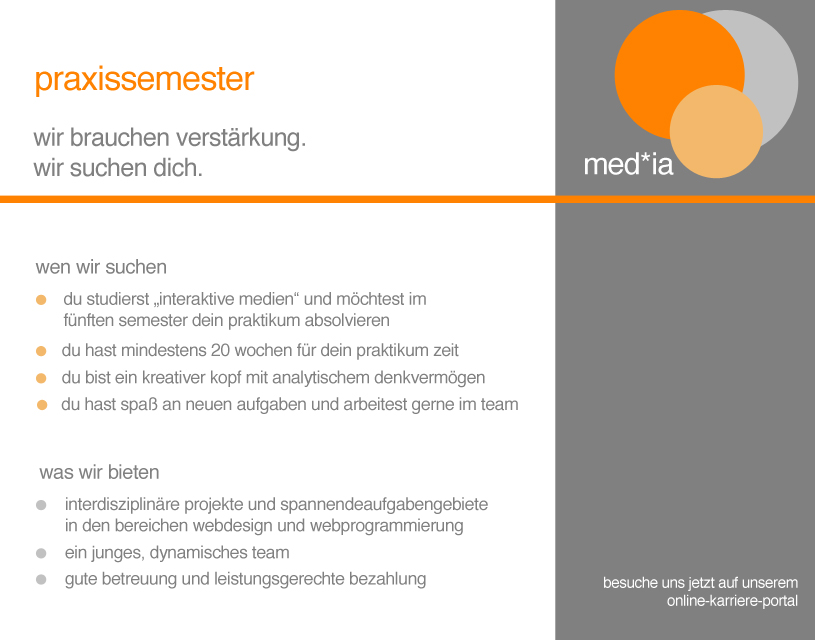 praxissemester
wir brauchen verstärkung.
wir suchen dich.
med*ia
wen wir suchen
du studierst „interaktive medien“ und möchtest im
fünften semester dein praktikum absolvieren
du hast mindestens 20 wochen für dein praktikum zeit
du bist ein kreativer kopf mit analytischem denkvermögen
du hast spaß an neuen aufgaben und arbeitest gerne im team
was wir bieten
interdisziplinäre projekte und spannendeaufgabengebiete
in den bereichen webdesign und webprogrammierung
ein junges, dynamisches team
gute betreuung und leistungsgerechte bezahlung
besuche uns jetzt auf unserem
online-karriere-portal